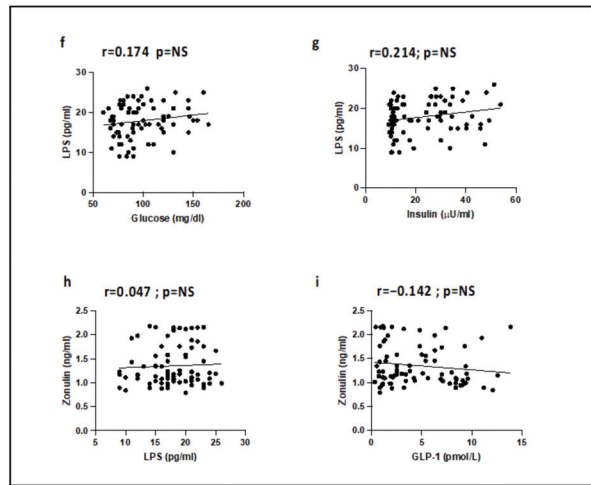 f
r=0.174 p=NS
30
20
10
0
LPS (pg/ml)
50 100 150 200
Glucose (mg/dl)
g
r=0.214; p=NS
30
20
10
0
LPS (pg/ml)
0 20 40 60
Insulin (μU/ml)
h
r=0.047 ; p=NS
2.5
2.0
1.5
1.0
0.5
0.0
Zonulin (ng/ml)
5 10 15 20 25 30
LPS (pg/ml)
i
r=−0.142 ; p=NS
2.5
2.0
1.5
1.0
0.5
0.0
Zonulin (ng/ml)
0 5 10 15
GLP-1 (pmol/L)